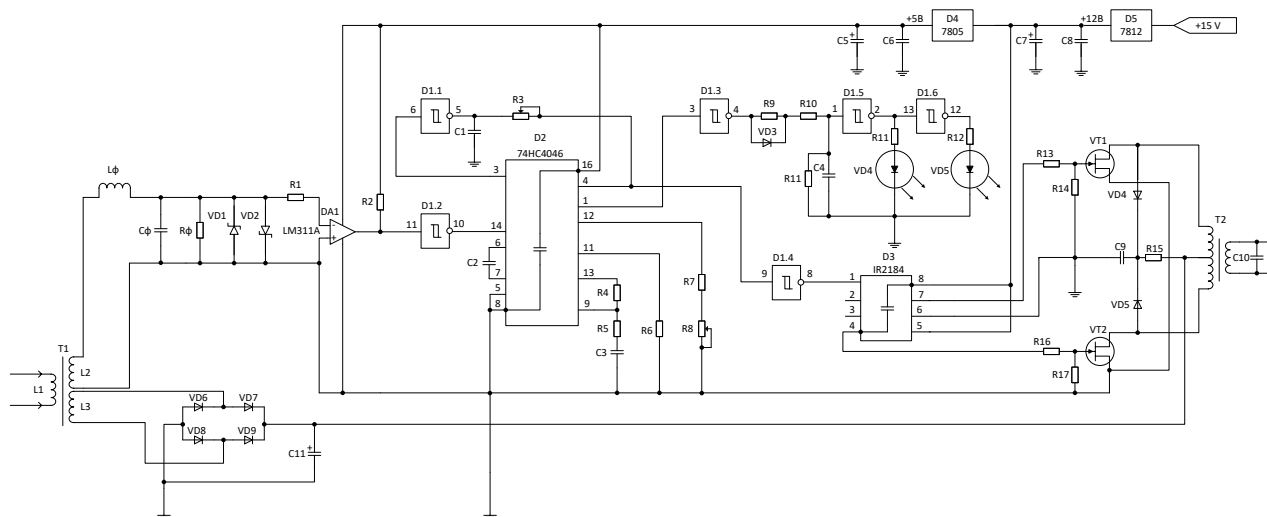 +5В
D4
7805
+12В
D5
7812
+15 V
C5
+
C6
C7
+
C8
D1.1
6
5
C1
R3
D1.3
3
4
R9
VD3
R10
D1.5
1
2
D1.6
13
12
R11
R12
VD4
VD5
R11
C4
D2
74HC4046
3
16
4
1
12
11
13
9
14
6
7
5
8
Lф
R1
VD1
VD2
Cф
Rф
DA1
LM311A
-
+
R2
D1.2
11
10
C2
R4
R5
C3
R6
R7
R8
D1.4
9
8
D3
IR2184
1
2
3
4
8
7
6
5
R13
R14
VT1
VD4
C9
R15
VD5
T2
C10
R16
R17
VT2
T1
L1
L2
L3
VD6
VD7
VD8
VD9
C11
+